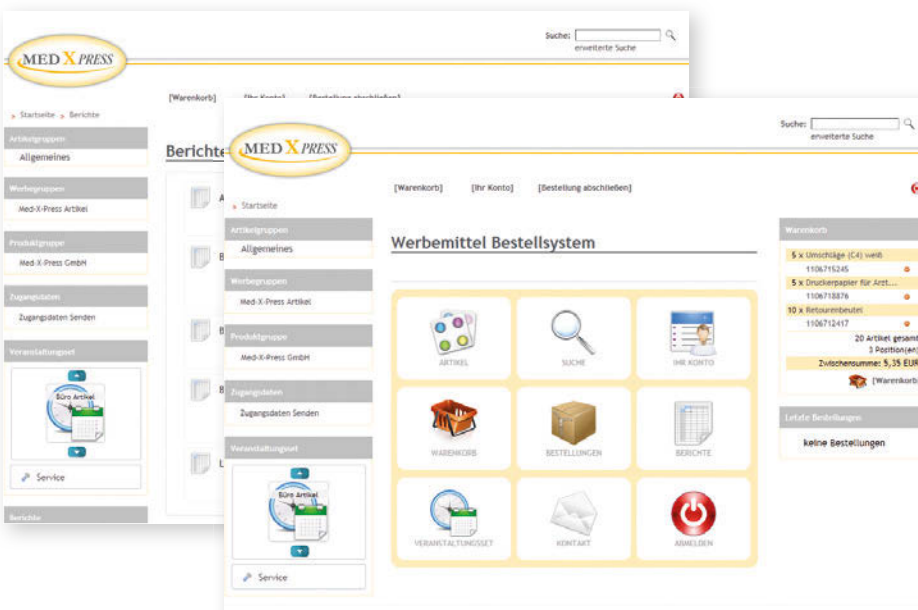 MED X PRESS
Suche:
erweiterte Suche
[Warenkorb] [Ihr Konto] [Bestellung abschließen]
Startseite > Berichte
Artikelgruppen
Allgemeines
Werbegruppen
Med-X-Press Artikel
Produktgruppe
Med-X-Press GmbH
Zugangsdaten
Zugangsdaten Senden
Veranstaltungsset
Büro Artikel
Service
Berichte
Berichte
A
B
B
B
L
MED X PRESS
Suche:
erweiterte Suche
[Warenkorb] [Ihr Konto] [Bestellung abschließen]
Startseite
Artikelgruppen
Allgemeines
Werbegruppen
Med-X-Press Artikel
Produktgruppe
Med-X-Press GmbH
Zugangsdaten
Zugangsdaten Senden
Veranstaltungsset
Büro Artikel
Service
Werbemittel Bestellsystem
ARTIKEL SUCHE IHR KONTO
WARENKORB BESTELLUNGEN BERICHTE
VERANSTALTUNGSSET KONTAKT ABMELDEN
Warenkorb
5 x Umschläge (C4) weiß
1106715245
5 x Druckerpapier für Arzt...
1106718876
10 x Retourenbeutel
1106712417
20 Artikel gesamt
3 Position(en)
Zwischensumme: 5,35 EUR
[Warenkorb
Letzte Bestellungen
keine Bestellungen